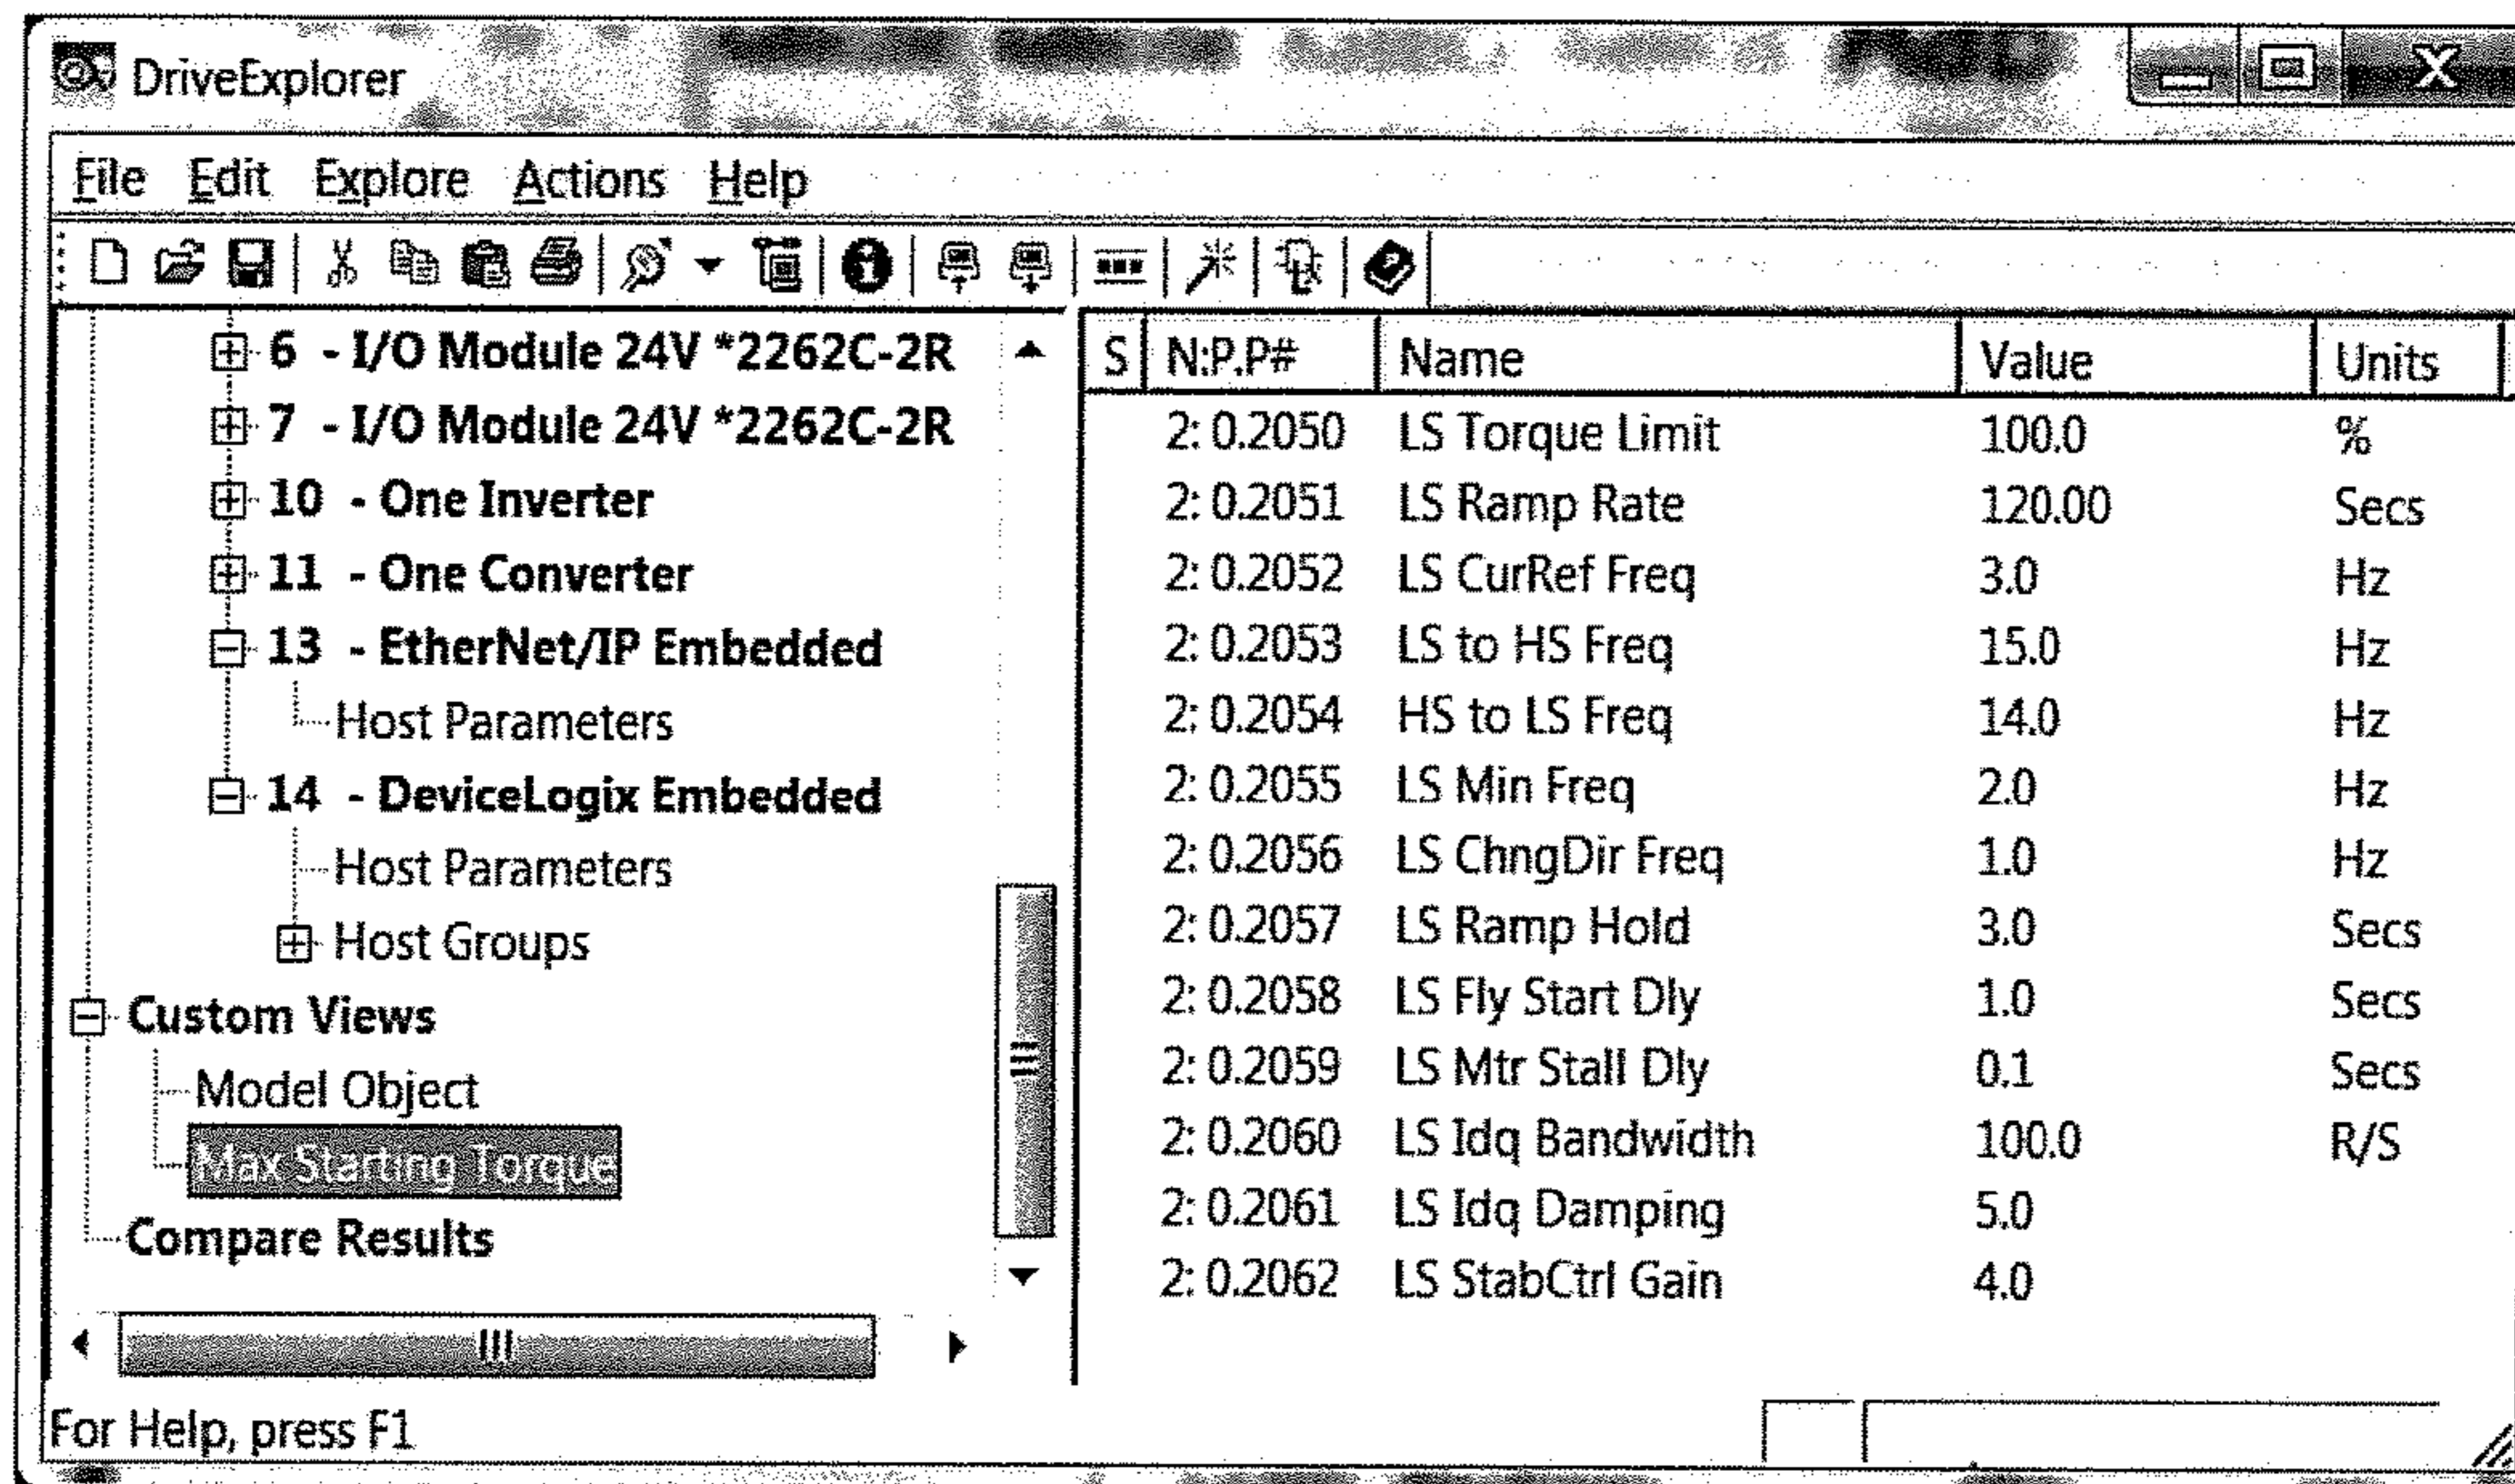 DriveExplorer
File Edit Explore Actions Help
6 - I/O Module 24V *2262C-2R
7 - I/O Module 24V *2262C-2R
10 - One Inverter
11 - One Converter
13 - EtherNet/IP Embedded
Host Parameters
14 - DeviceLogix Embedded
Host Parameters
Host Groups
Custom Views
Model Object
Max Starting Torque
Compare Results
S N:P.P# Name Value Units
2: 0.2050 LS Torque Limit 100.0 %
2: 0.2051 LS Ramp Rate 120.00 Secs
2: 0.2052 LS CurRef Freq 3.0 Hz
2: 0.2053 LS to HS Freq 15.0 Hz
2: 0.2054 HS to LS Freq 14.0 Hz
2: 0.2055 LS Min Freq 2.0 Hz
2: 0.2056 LS ChngDir Freq 1.0 Hz
2: 0.2057 LS Ramp Hold 3.0 Secs
2: 0.2058 LS Fly Start Dly 1.0 Secs
2: 0.2059 LS Mtr Stall Dly 0.1 Secs
2: 0.2060 LS Idq Bandwidth 100.0 R/S
2: 0.2061 LS Idq Damping 5.0
2: 0.2062 LS StabCtrl Gain 4.0
For Help, press F1